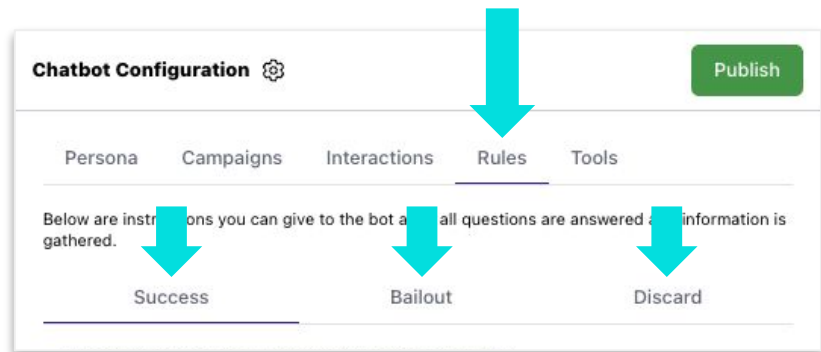 Chatbot Configuration
Publish
Persona Campaigns Interactions Rules Tools
Below are you can give to the bot all questions are answered information is
gathered.
Success Bailout Discard